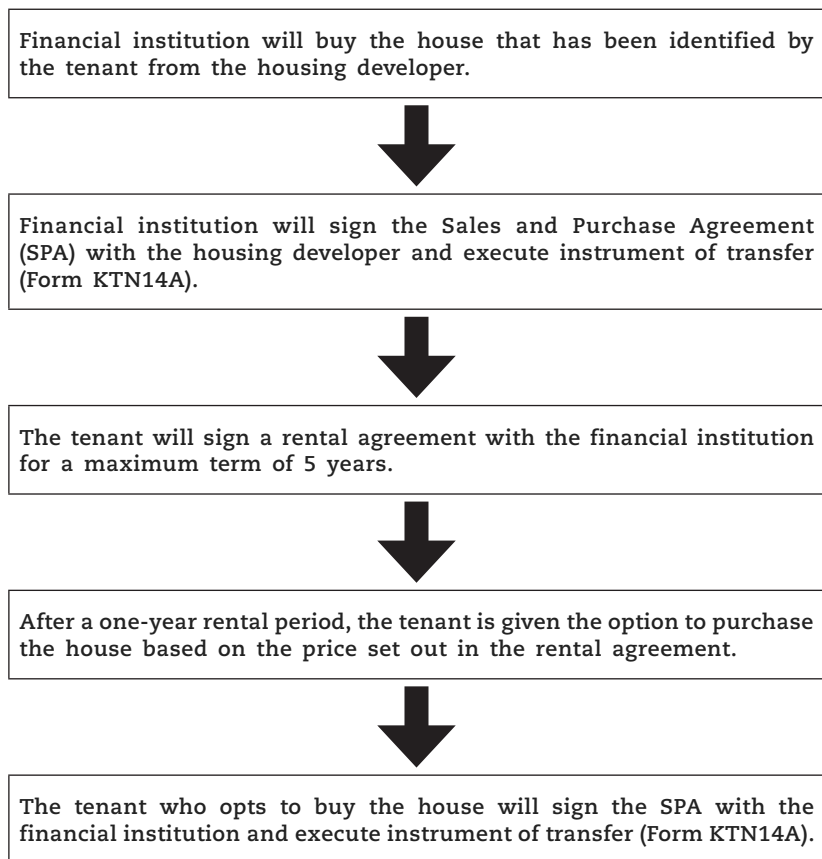 Financial institution will buy the house that has been identified by
the tenant from the housing developer.
Financial institution will sign the Sales and Purchase Agreement
(SPA) with the housing developer and execute instrument of transfer
(Form KTN14A).
The tenant will sign a rental agreement with the financial institution
for a maximum term of 5 years.
After a one-year rental period, the tenant is given the option to purchase
the house based on the price set out in the rental agreement.
The tenant who opts to buy the house will sign the SPA with the
financial institution and execute instrument of transfer (Form KTN14A).